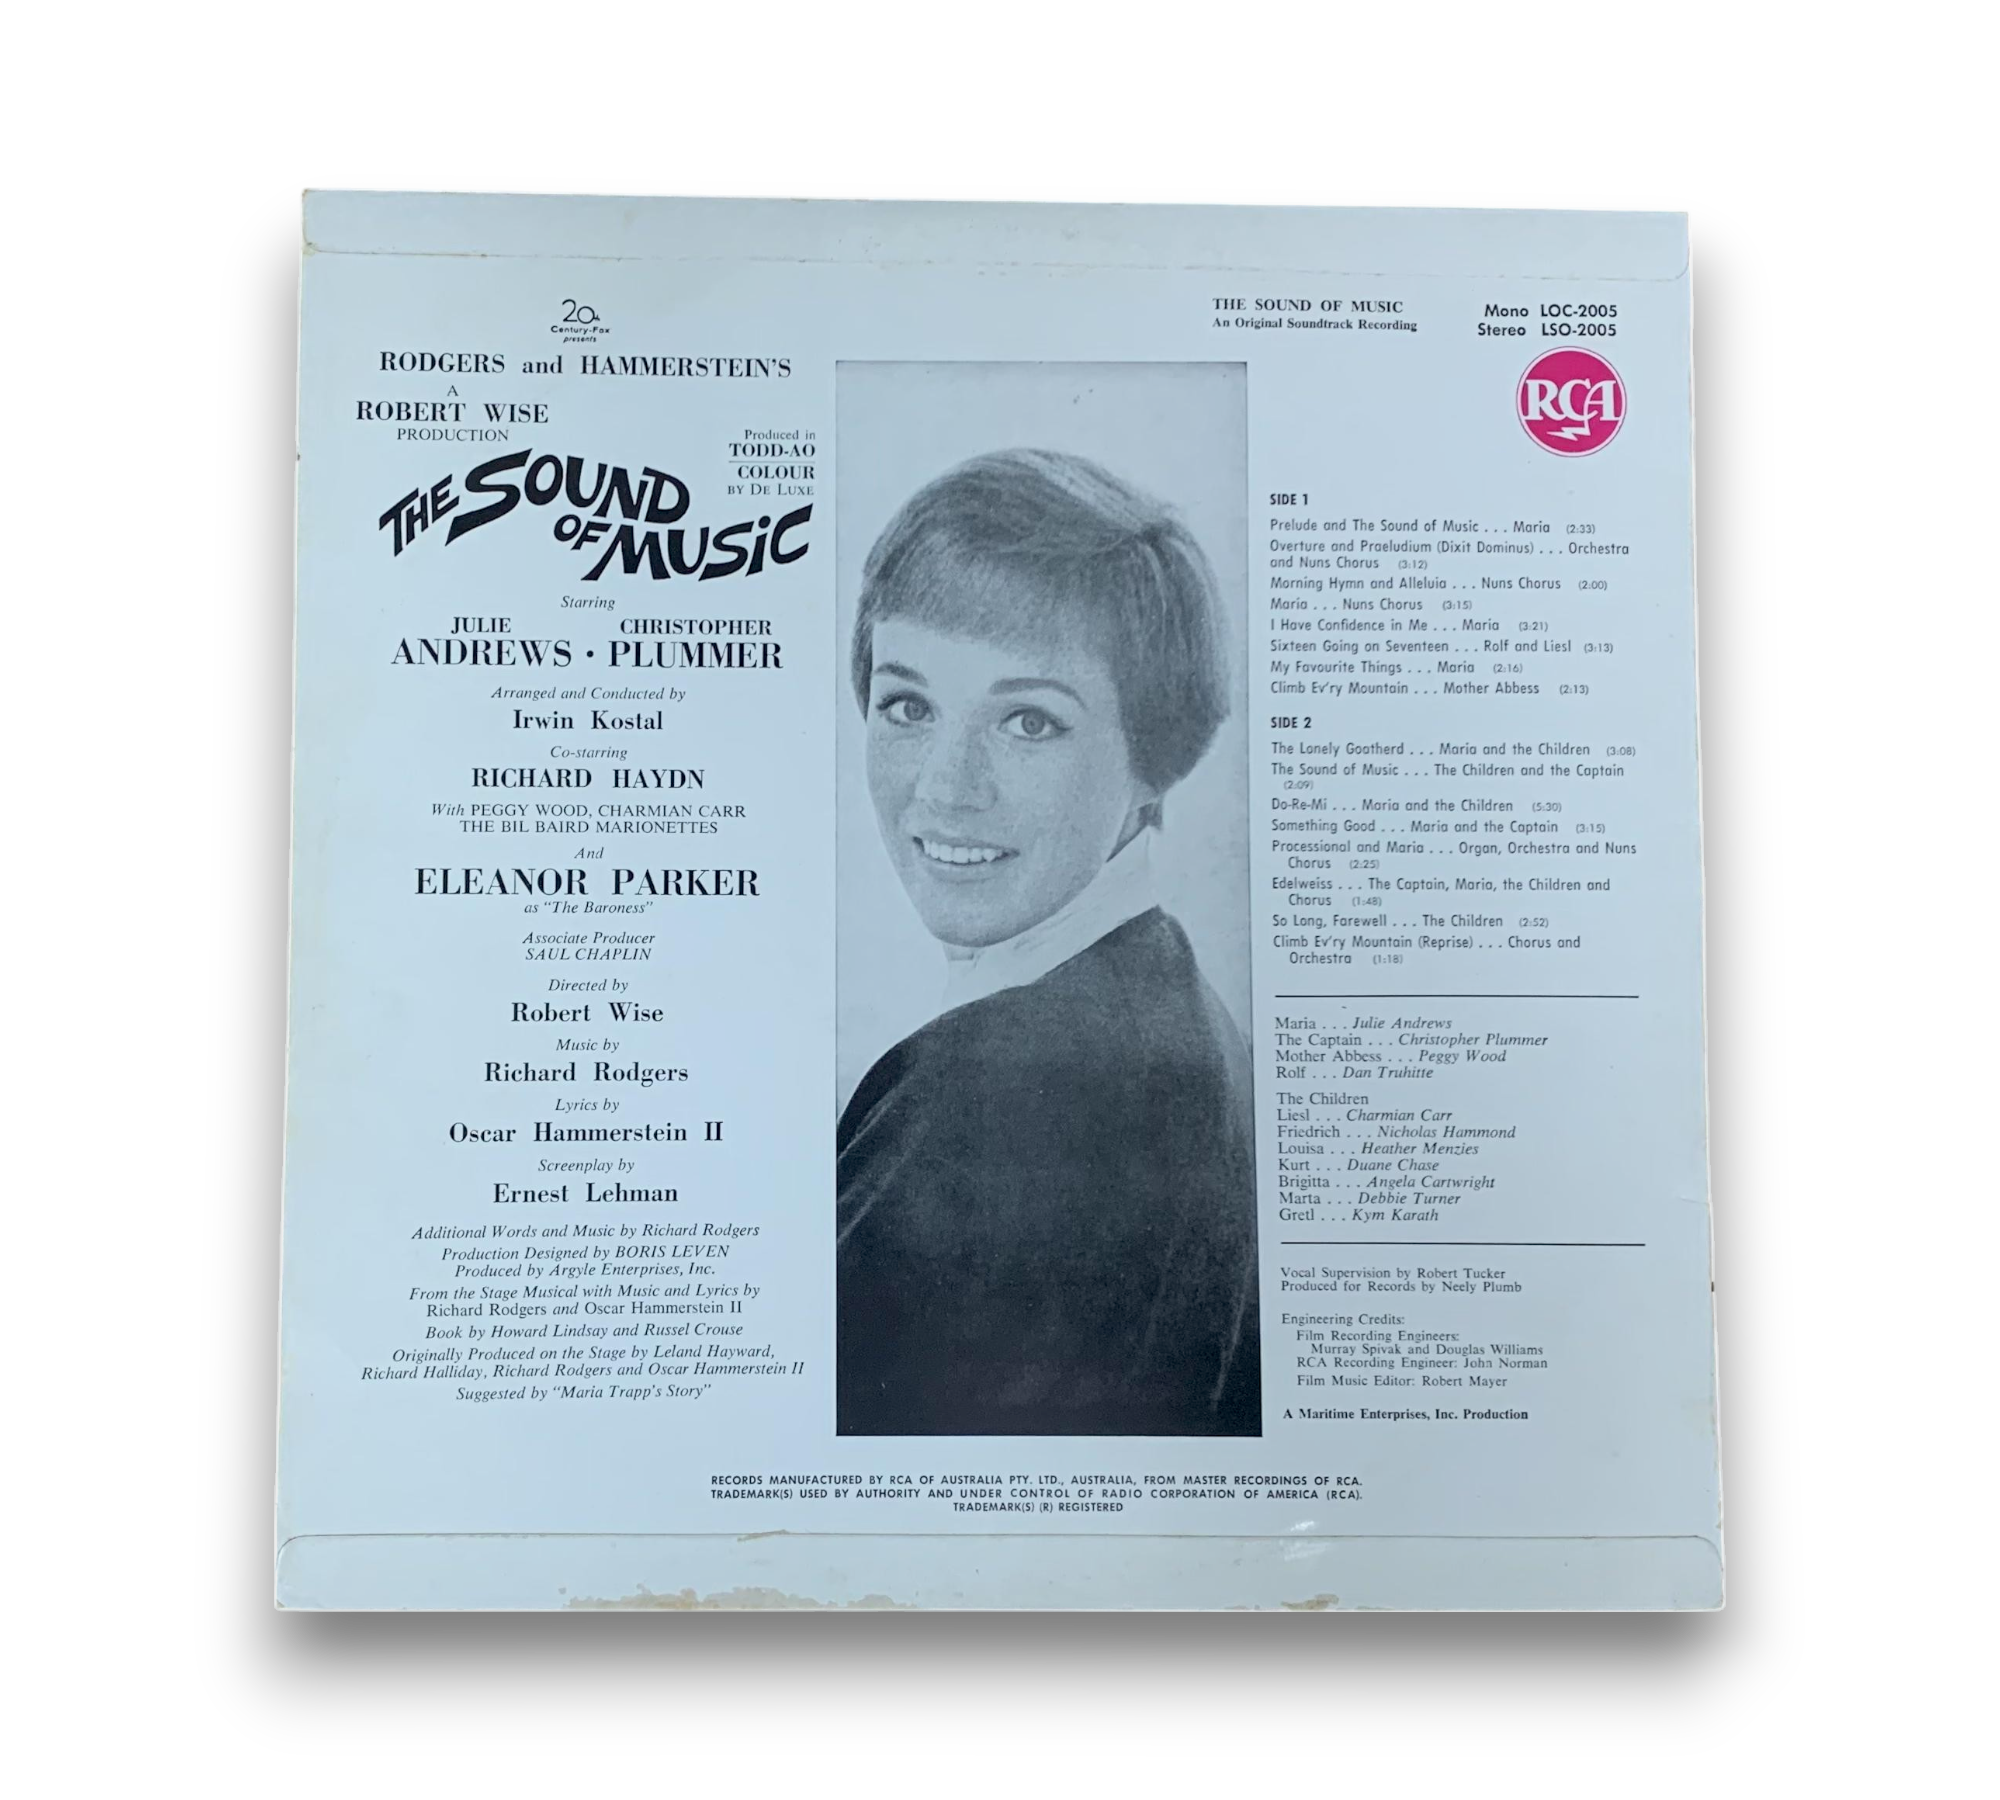 20th
Century-Fox
presents
RODGERS and HAMMERSTEIN'S
A
ROBERT WISE
PRODUCTION
Produced in
TODD-AO
COLOUR
BY DE LUXE
THE SOUND
OF MUSIC
Starring
JULIE CHRISTOPHER
ANDREWS · PLUMMER
Arranged and Conducted by
Irwin Kostal
Co-starring
RICHARD HAYDN
With PEGGY WOOD, CHARMIAN CARR
THE BIL BAIRD MARIONETTES
And
ELEANOR PARKER
as "The Baroness"
Associate Producer
SAUL CHAPLIN
Directed by
Robert Wise
Music by
Richard Rodgers
Lyrics by
Oscar Hammerstein II
Screenplay by
Ernest Lehman
Additional Words and Music by Richard Rodgers
Production Designed by BORIS LEVEN
Produced by Argyle Enterprises, Inc.
From the Stage Musical with Music and Lyrics by
Richard Rodgers and Oscar Hammerstein II
Book by Howard Lindsay and Russel Crouse
Originally Produced on the Stage by Leland Hayward,
Richard Halliday, Richard Rodgers and Oscar Hammerstein II
Suggested by "Maria Trapp's Story"
THE SOUND OF MUSIC
An Original Soundtrack Recording
Mono LOC-2005
Stereo LSO-2005
RCA
SIDE 1
Prelude and The Sound of Music . . . Maria (2:33)
Overture and Praeludium (Dixit Dominus) . . . Orchestra
and Nuns Chorus (3:12)
Morning Hymn and Alleluia . . . Nuns Chorus (2:00)
Maria . . . Nuns Chorus (3:15)
I Have Confidence in Me . . . Maria (3:21)
Sixteen Going on Seventeen . . . Rolf and Liesl (3:13)
My Favourite Things . . . Maria (2:16)
Climb Ev'ry Mountain . . . Mother Abbess (2:13)
SIDE 2
The Lonely Goatherd . . . Maria and the Children (3:08)
The Sound of Music . . . The Children and the Captain
(2:09)
Do-Re-Mi . . . Maria and the Children (5:30)
Something Good . . . Maria and the Captain (3:15)
Processional and Maria . . . Organ, Orchestra and Nuns
Chorus (2:25)
Edelweiss . . . The Captain, Maria, the Children and
Chorus (1:48)
So Long, Farewell . . . The Children (2:52)
Climb Ev'ry Mountain (Reprise) . . . Chorus and
Orchestra (1:18)
Maria . . . Julie Andrews
The Captain . . . Christopher Plummer
Mother Abbess . . . Peggy Wood
Rolf . . . Dan Truhitte
The Children
Liesl . . . Charmian Carr
Friedrich . . . Nicholas Hammond
Louisa . . . Heather Menzies
Kurt . . . Duane Chase
Brigitta . . . Angela Cartwright
Marta . . . Debbie Turner
Gretl . . . Kym Karath
Vocal Supervision by Robert Tucker
Produced for Records by Neely Plumb
Engineering Credits:
Film Recording Engineers:
Murray Spivak and Douglas Williams
RCA Recording Engineer: John Norman
Film Music Editor: Robert Mayer
A Maritime Enterprises, Inc. Production
RECORDS MANUFACTURED BY RCA OF AUSTRALIA PTY. LTD., AUSTRALIA, FROM MASTER RECORDINGS OF RCA.
TRADEMARK(S) USED BY AUTHORITY AND UNDER CONTROL OF RADIO CORPORATION OF AMERICA (RCA).
TRADEMARK(S) (R) REGISTERED